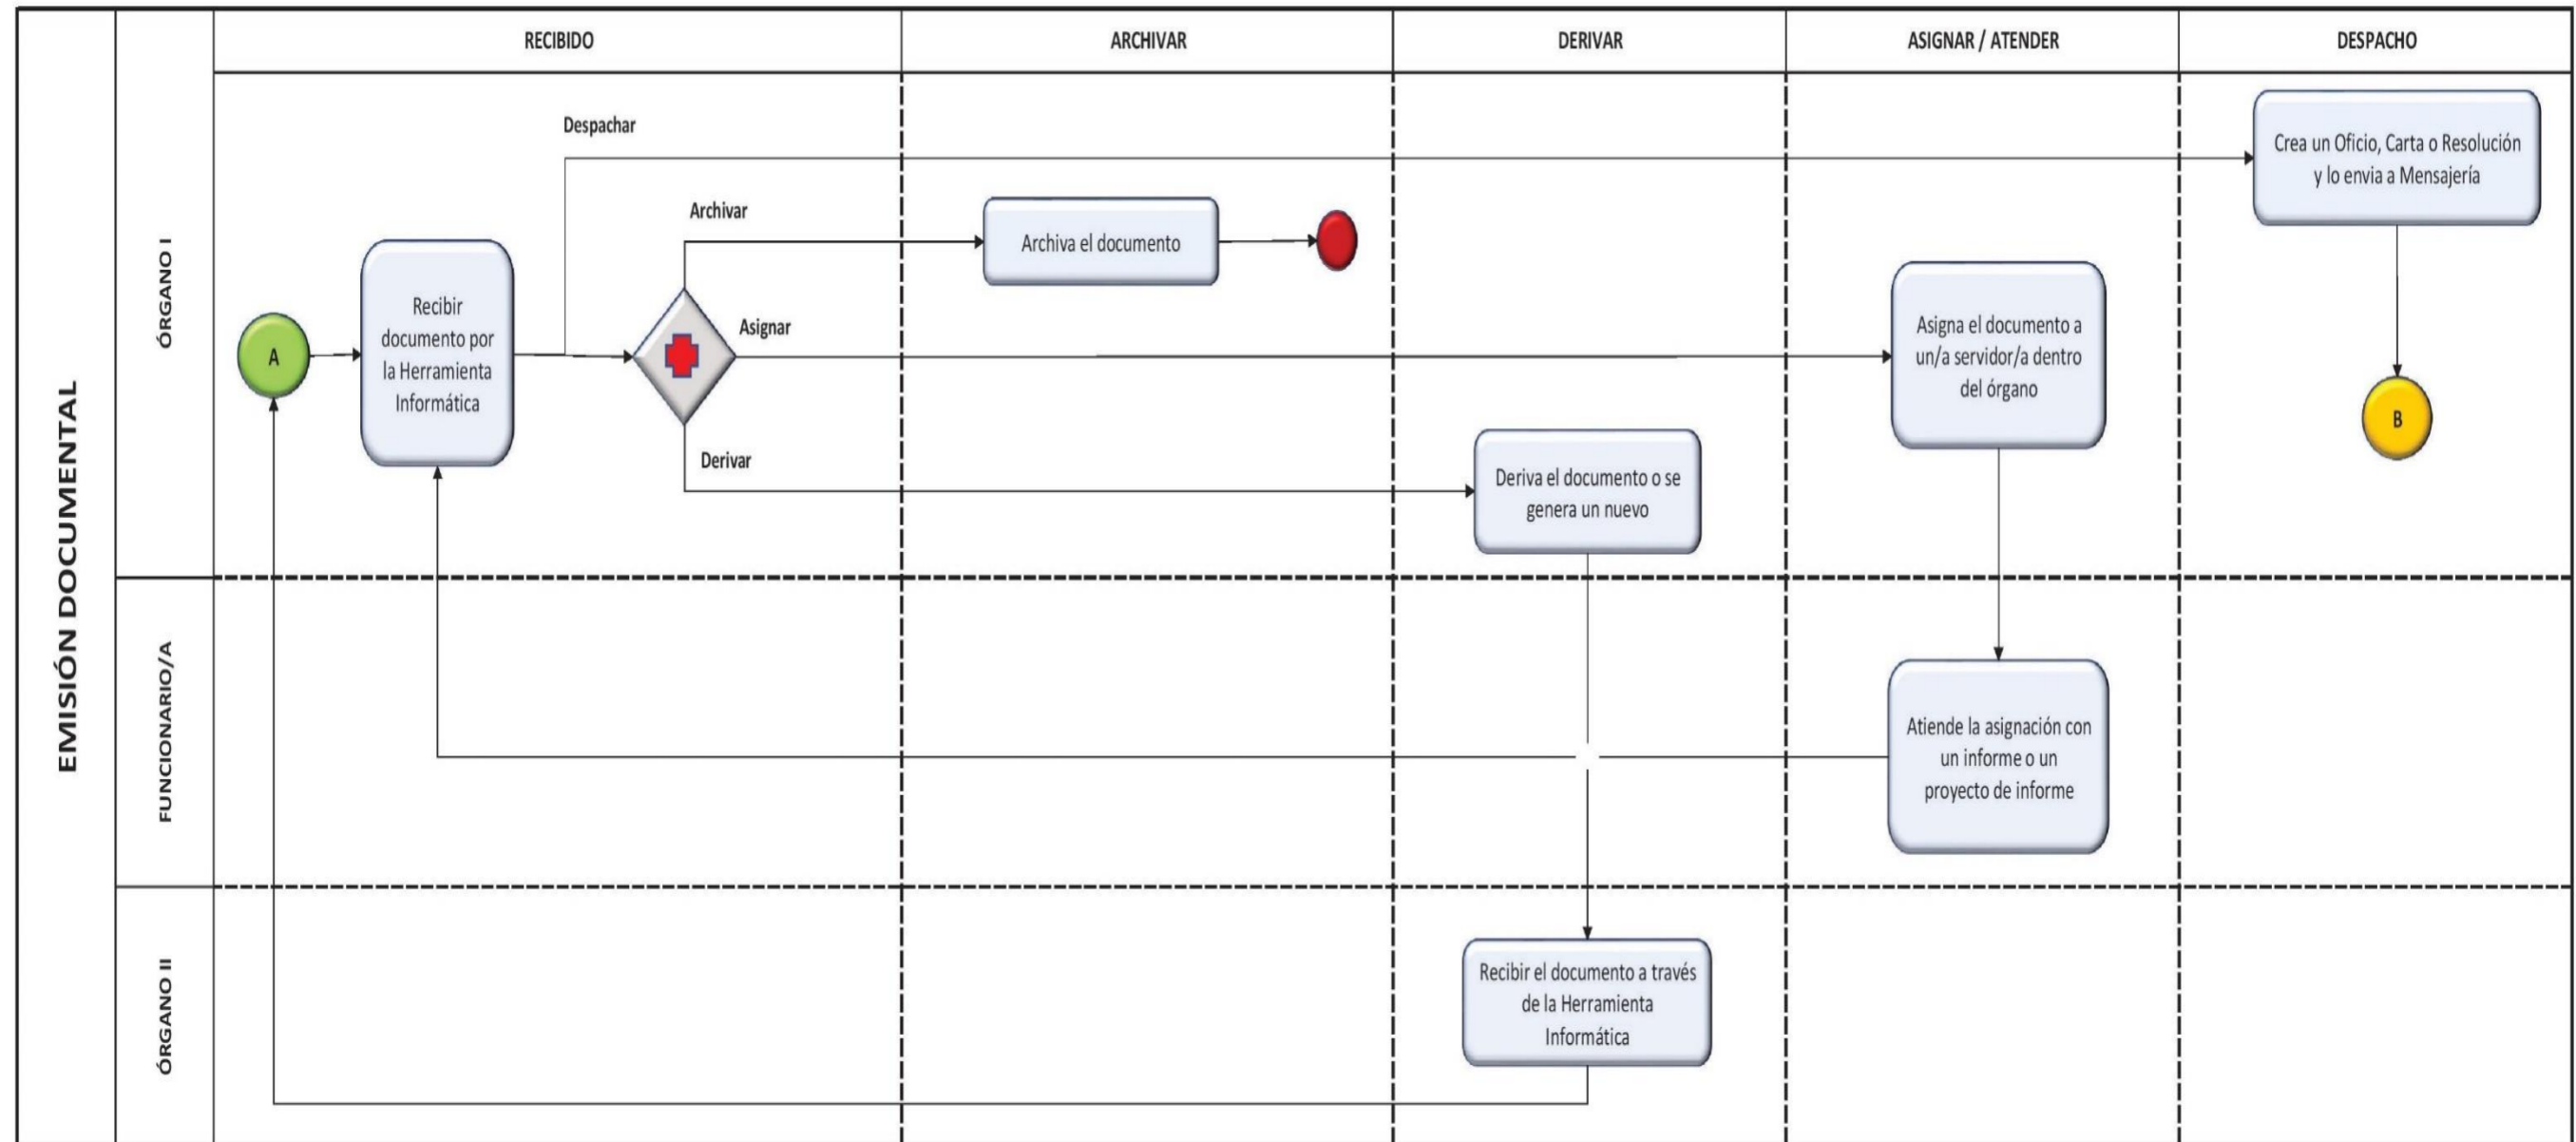 EMISIÓN DOCUMENTAL
RECIBIDO
ARCHIVAR
DERIVAR
ASIGNAR / ATENDER
DESPACHO
ÓRGANO I
Despachar
Crea un Oficio, Carta o Resolución
y lo envia a Mensajería
Archivar
Archiva el documento
A
Recibir
documento por
la Herramienta
Informática
Asignar
Asigna el documento a
un/a servidor/a dentro
del órgano
B
Derivar
Deriva el documento o se
genera un nuevo
FUNCIONARIO/A
Atiende la asignación con
un informe o un
proyecto de informe
ÓRGANO II
Recibir el documento a través
de la Herramienta
Informática